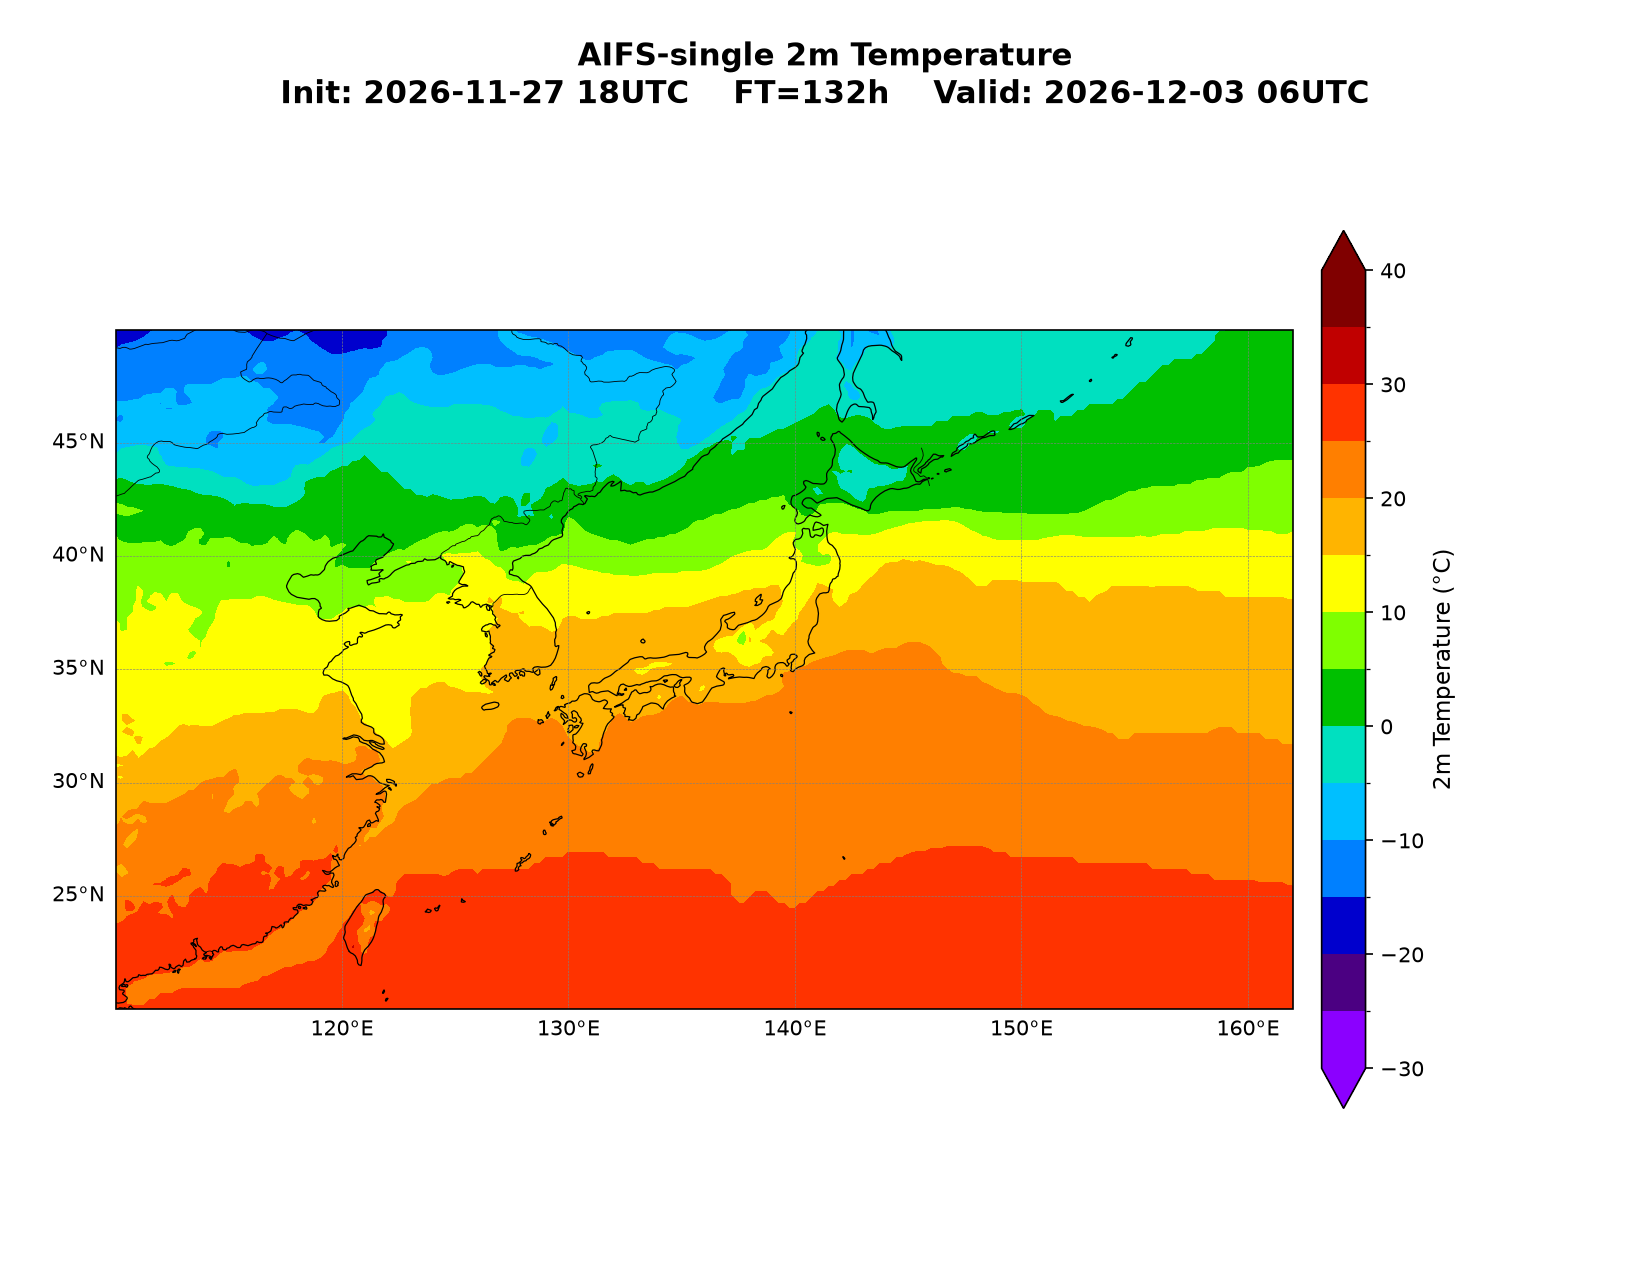 AIFS-single 2m Temperature
Init: 2026-11-27 18UTC    FT=132h    Valid: 2026-12-03 06UTC
40
30
20
10
0
−10
−20
−30
2m Temperature (°C)
45°N
40°N
35°N
30°N
25°N
120°E
130°E
140°E
150°E
160°E